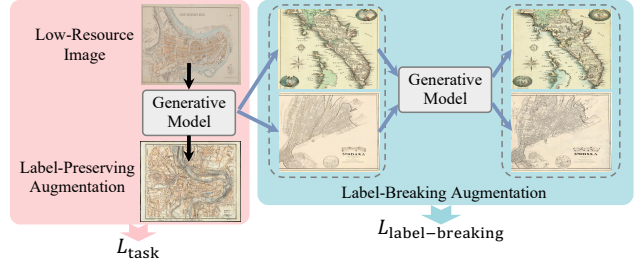 Low-Resource
Image
Generative
Model
Label-Preserving
Augmentation
L_task
Generative
Model
Label-Breaking Augmentation
L_label−breaking